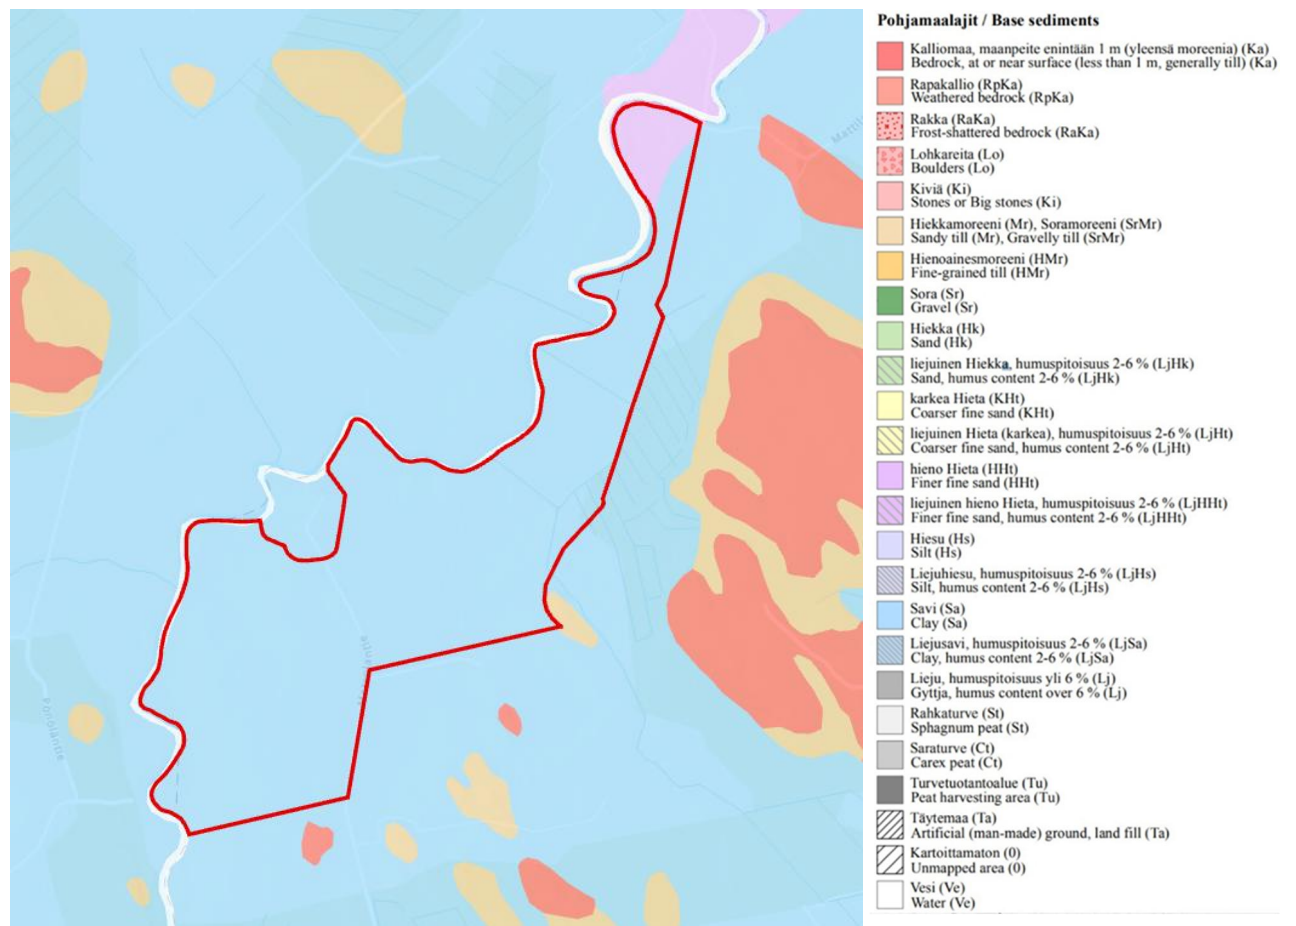 Pohjamaalajit / Base sediments
Kalliomaa, maanpeite enintään 1 m (yleensä moreenia) (Ka)
Bedrock, at or near surface (less than 1 m, generally till) (Ka)
Rapakallio (RpKa)
Weathered bedrock (RpKa)
Rakka (RaKa)
Frost-shattered bedrock (RaKa)
Lohkareita (Lo)
Boulders (Lo)
Kiviä (Ki)
Stones or Big stones (Ki)
Hiekkamoreeni (Mr), Soramoreeni (SrMr)
Sandy till (Mr), Gravelly till (SrMr)
Hienoainesmoreeni (HMr)
Fine-grained till (HMr)
Sora (Sr)
Gravel (Sr)
Hiekka (Hk)
Sand (Hk)
liejuinen Hiekka, humuspitoisuus 2-6 % (LjHk)
Sand, humus content 2-6 % (LjHk)
karkea Hieta (KHt)
Coarser fine sand (KHt)
liejuinen Hieta (karkea), humuspitoisuus 2-6 % (LjHt)
Coarser fine sand, humus content 2-6 % (LjHt)
hieno Hieta (HHt)
Finer fine sand (HHt)
liejuinen hieno Hieta, humuspitoisuus 2-6 % (LjHHt)
Finer fine sand, humus content 2-6 % (LjHHt)
Hiesu (Hs)
Silt (Hs)
Liejuhiesu, humuspitoisuus 2-6 % (LjHs)
Silt, humus content 2-6 % (LjHs)
Savi (Sa)
Clay (Sa)
Liejusavi, humuspitoisuus 2-6 % (LjSa)
Clay, humus content 2-6 % (LjSa)
Lieju, humuspitoisuus yli 6 % (Lj)
Gyttja, humus content over 6 % (Lj)
Rahkaturve (St)
Sphagnum peat (St)
Saraturve (Ct)
Carex peat (Ct)
Turvetuotantoalue (Tu)
Peat harvesting area (Tu)
Täytemaa (Ta)
Artificial (man-made) ground, land fill (Ta)
Kartoittamaton (0)
Unmapped area (0)
Vesi (Ve)
Water (Ve)